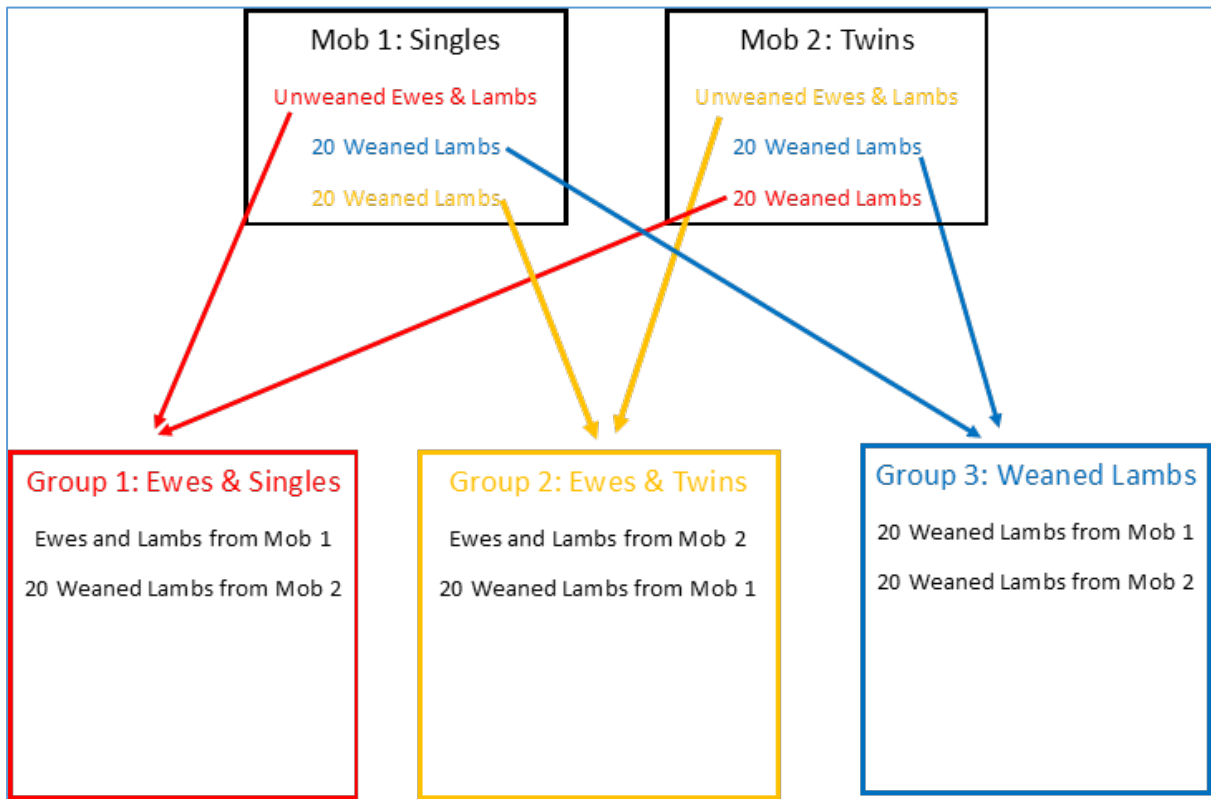 Mob 1: Singles
Unweaned Ewes & Lambs
20 Weaned Lambs
20 Weaned Lambs
Mob 2: Twins
Unweaned Ewes & Lambs
20 Weaned Lambs
20 Weaned Lambs
Group 1: Ewes & Singles
Ewes and Lambs from Mob 1
20 Weaned Lambs from Mob 2
Group 2: Ewes & Twins
Ewes and Lambs from Mob 2
20 Weaned Lambs from Mob 1
Group 3: Weaned Lambs
20 Weaned Lambs from Mob 1
20 Weaned Lambs from Mob 2